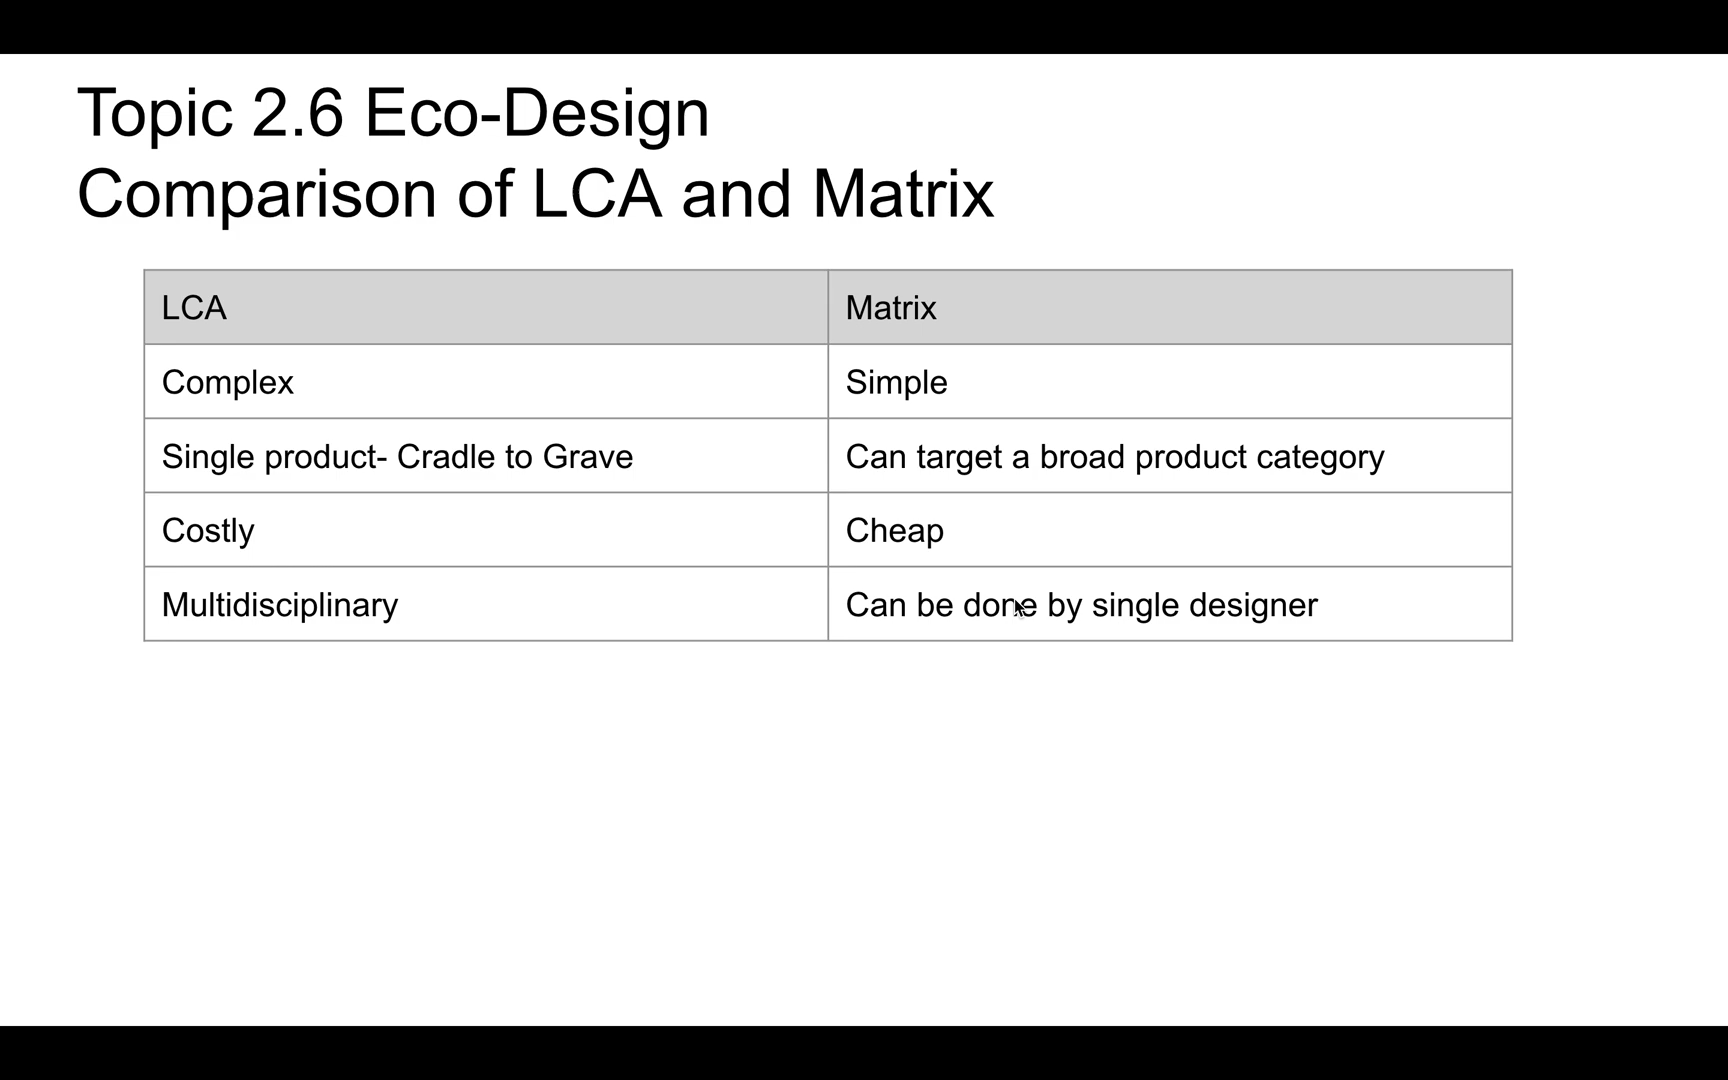 Topic 2.6 Eco-Design
Comparison of LCA and Matrix
LCA
Matrix
Complex
Simple
Single product- Cradle to Grave
Can target a broad product category
Costly
Cheap
Multidisciplinary
Can be done by single designer